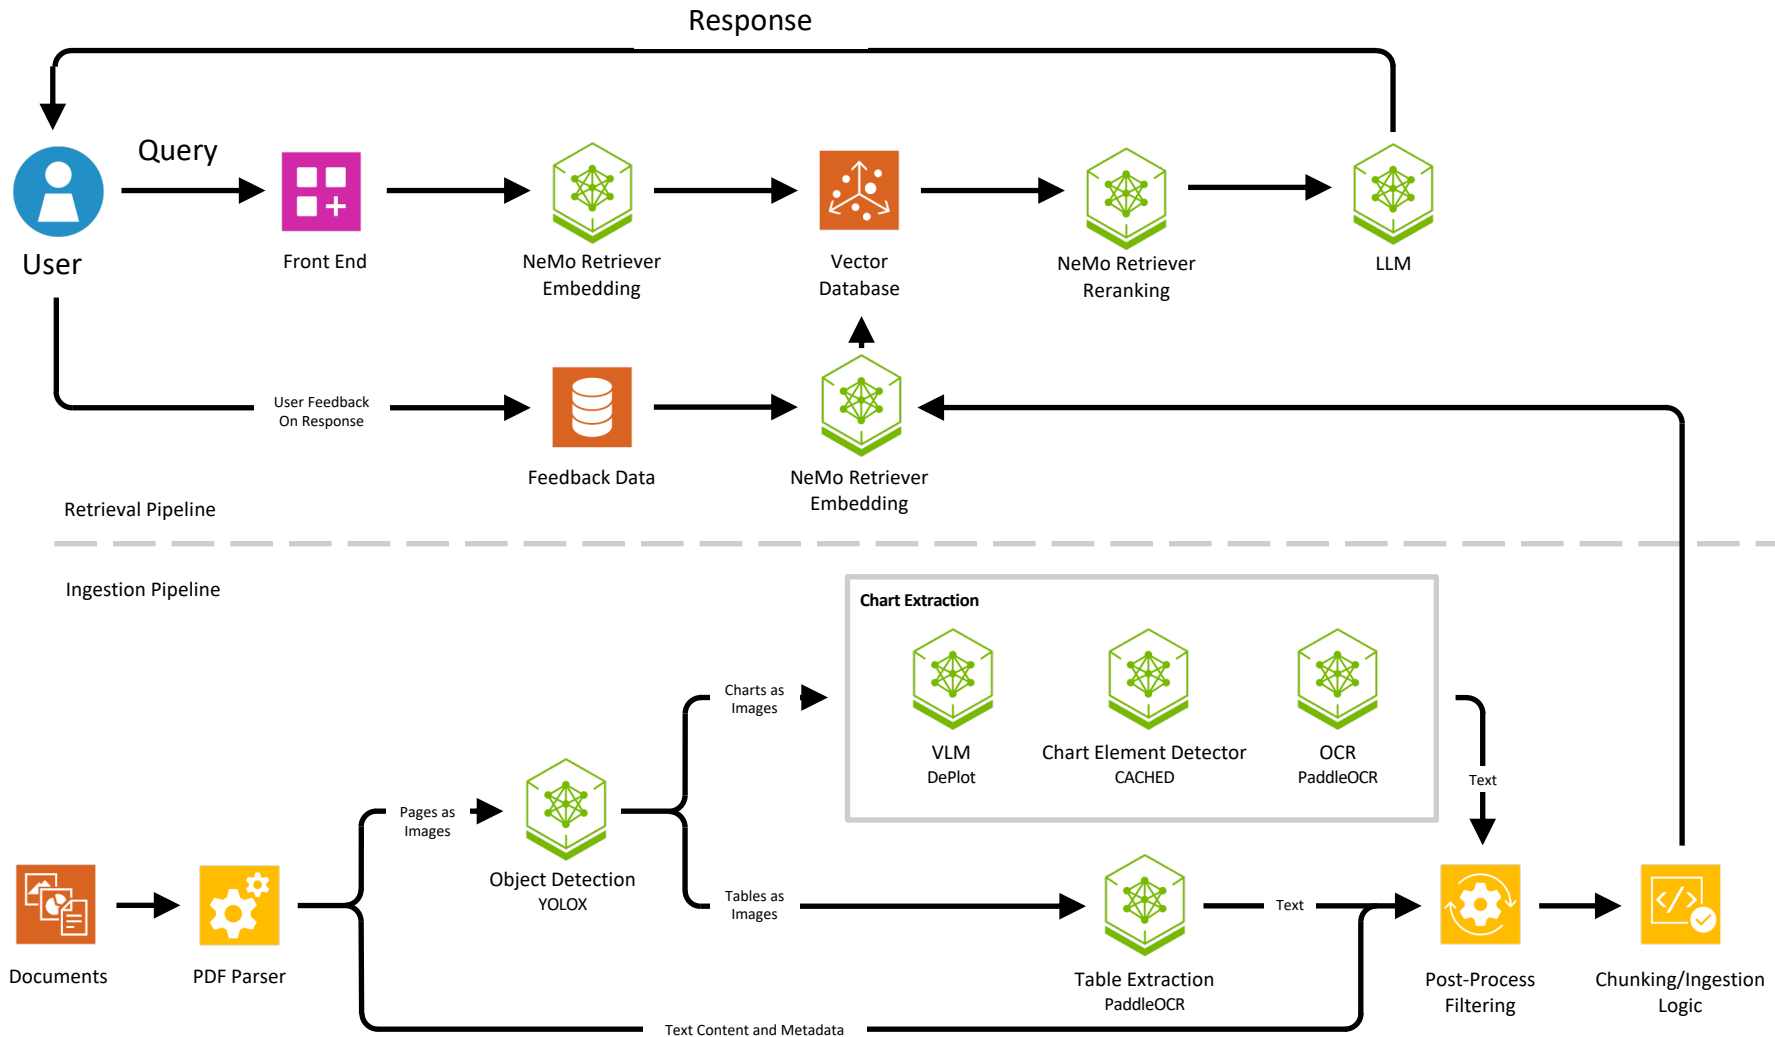 Response
Query
User
Front End
NeMo Retriever
Embedding
Vector
Database
NeMo Retriever
Reranking
LLM
User Feedback
On Response
Feedback Data
NeMo Retriever
Embedding
Retrieval Pipeline
Ingestion Pipeline
Chart Extraction
VLM
DePlot
Chart Element Detector
CACHED
OCR
PaddleOCR
Charts as
Images
Text
Pages as
Images
Object Detection
YOLOX
Tables as
Images
Text
Documents
PDF Parser
Table Extraction
PaddleOCR
Post-Process
Filtering
Chunking/Ingestion
Logic
Text Content and Metadata